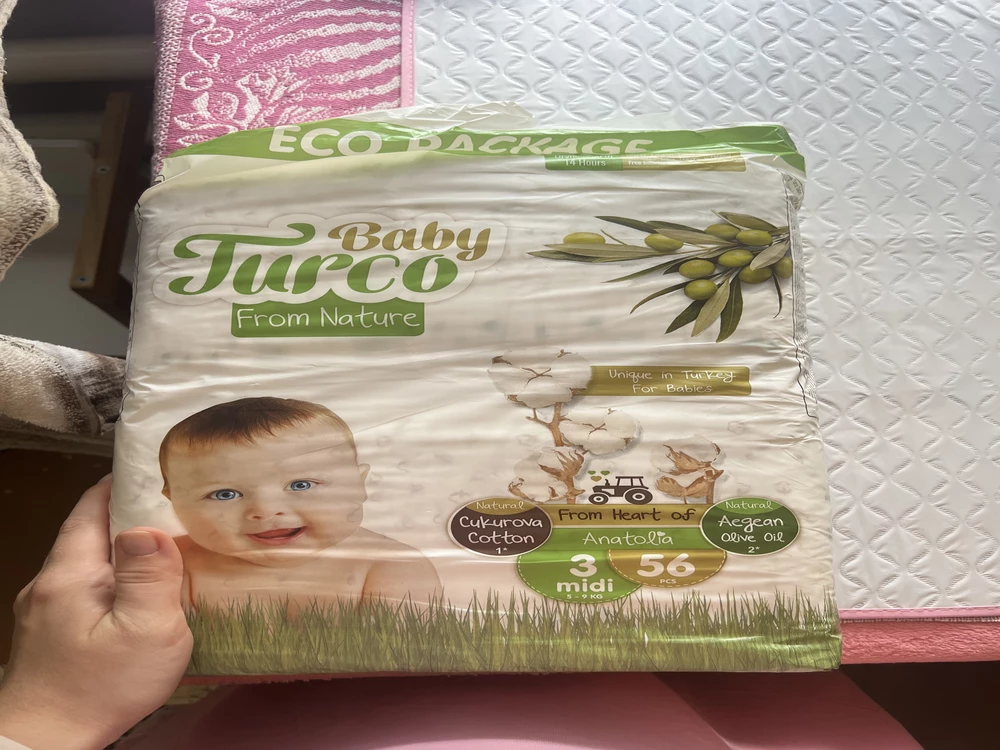 ECO PACKAGE
14 Hours
Baby
Turco
From Nature
Unique in Turkey
For Babies
Natural
Cukurova
Cotton
1*
From Heart of
Anatolia
Natural
Aegean
Olive Oil
2*
3
midi
5 - 9 KG
56
PCS